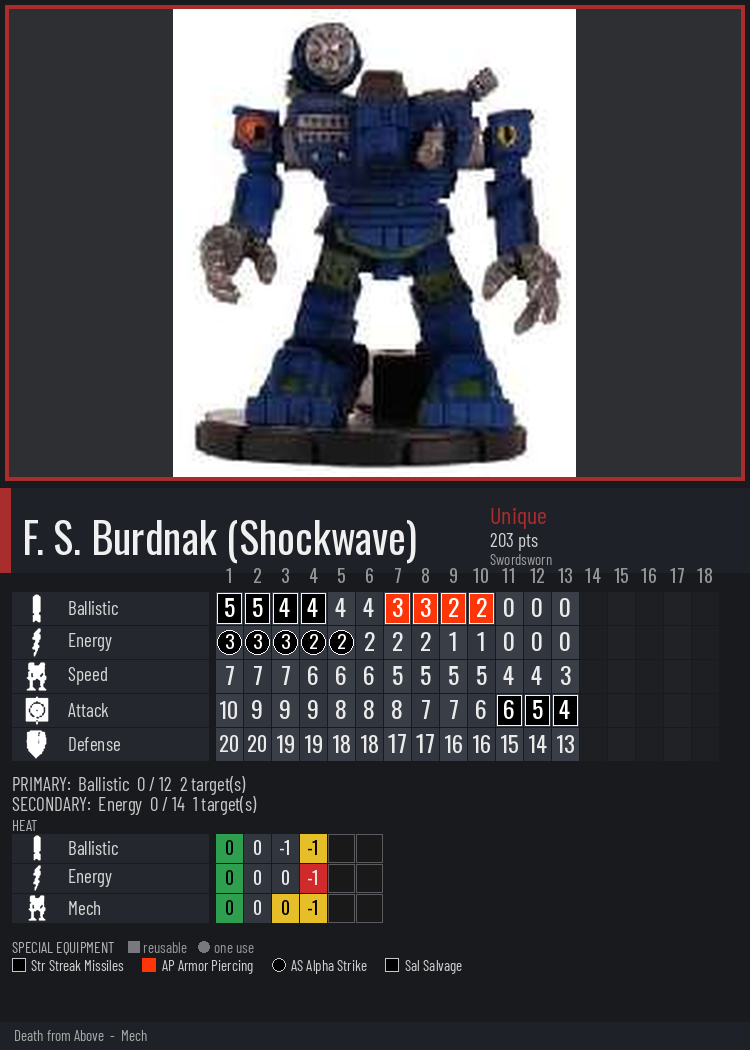 F. S. Burdnak (Shockwave)
Unique
203 pts
Swordsworn
1 2 3 4 5 6 7 8 9 10 11 12 13 14 15 16 17 18
Ballistic 5 5 4 4 4 4 3 3 2 2 0 0 0
Energy 3 3 3 2 2 2 2 2 1 1 0 0 0
Speed 7 7 7 6 6 6 5 5 5 5 4 4 3
Attack 10 9 9 9 8 8 8 7 7 6 6 5 4
Defense 20 20 19 19 18 18 17 17 16 16 15 14 13
PRIMARY: Ballistic 0 / 12 2 target(s)
SECONDARY: Energy 0 / 14 1 target(s)
HEAT
Ballistic 0 0 -1 -1
Energy 0 0 0 -1
Mech 0 0 0 -1
SPECIAL EQUIPMENT reusable one use
Str Streak Missiles AP Armor Piercing AS Alpha Strike Sal Salvage
Death from Above - Mech